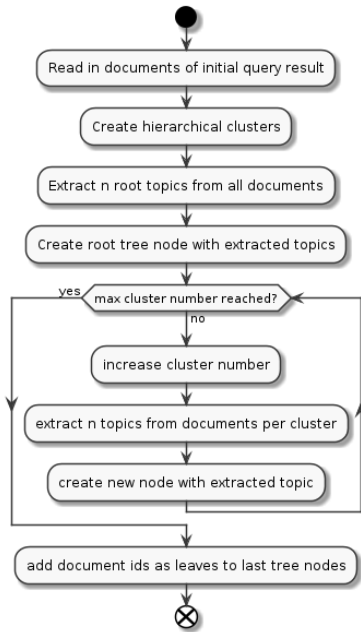 Read in documents of initial query result
Create hierarchical clusters
Extract n root topics from all documents
Create root tree node with extracted topics
yes
max cluster number reached?
no
increase cluster number
extract n topics from documents per cluster
create new node with extracted topic
add document ids as leaves to last tree nodes